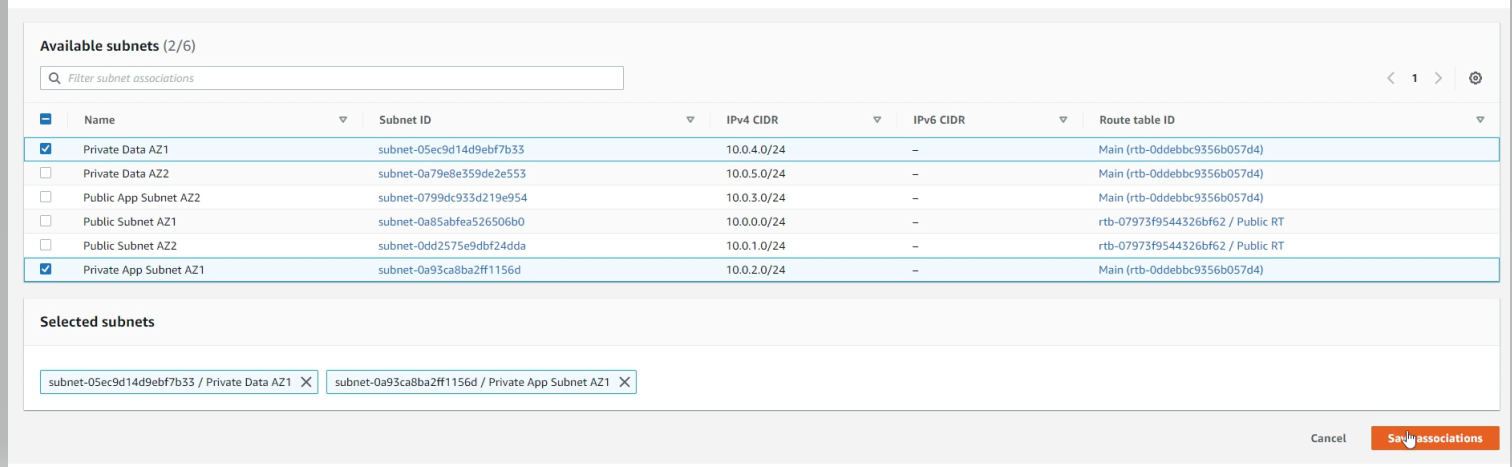 Available subnets (2/6)
Filter subnet associations
1
Name Subnet ID IPv4 CIDR IPv6 CIDR Route table ID
Private Data AZ1 subnet-05ec9d14d9ebf7b33 10.0.4.0/24 – Main (rtb-0ddebbc9356b057d4)
Private Data AZ2 subnet-0a79e8e359de2e553 10.0.5.0/24 – Main (rtb-0ddebbc9356b057d4)
Public App Subnet AZ2 subnet-0799dc933d219e954 10.0.3.0/24 – Main (rtb-0ddebbc9356b057d4)
Public Subnet AZ1 subnet-0a85abfea526506b0 10.0.0.0/24 – rtb-07973f9544326bf62 / Public RT
Public Subnet AZ2 subnet-0dd2575e9dbf24dda 10.0.1.0/24 – rtb-07973f9544326bf62 / Public RT
Private App Subnet AZ1 subnet-0a93ca8ba2ff1156d 10.0.2.0/24 – Main (rtb-0ddebbc9356b057d4)
Selected subnets
subnet-05ec9d14d9ebf7b33 / Private Data AZ1 subnet-0a93ca8ba2ff1156d / Private App Subnet AZ1
Cancel Save associations